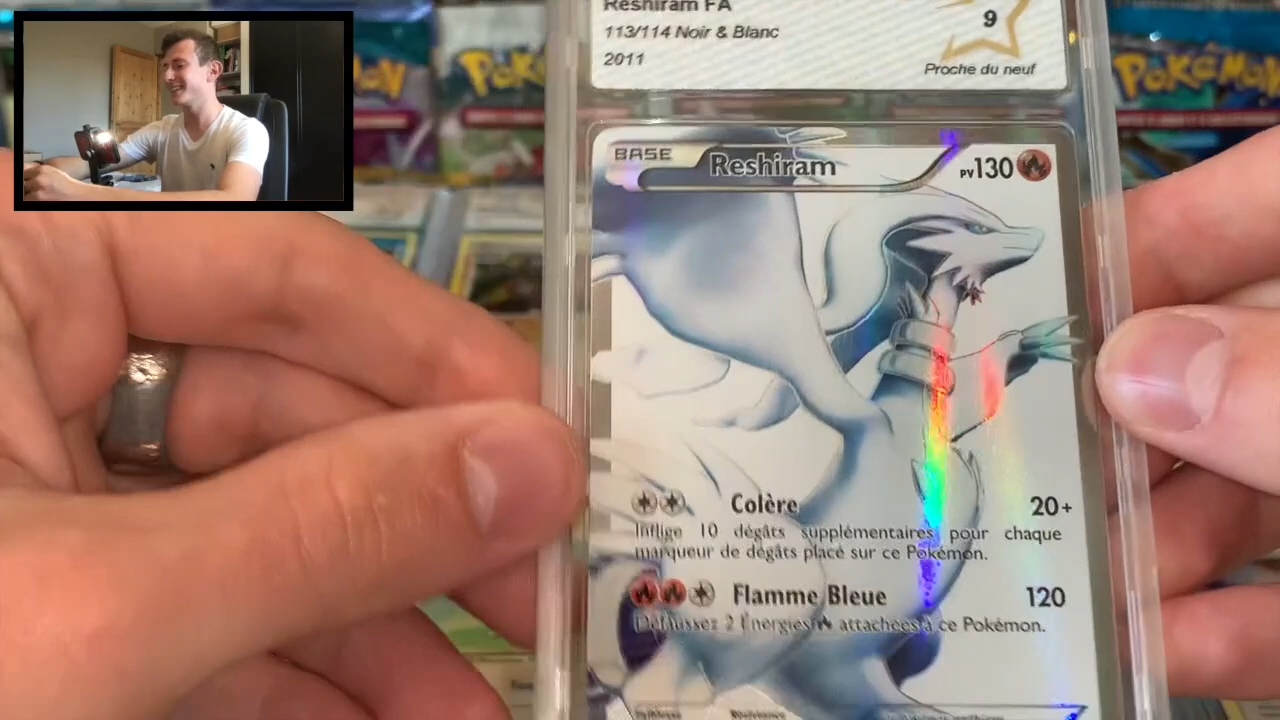 Reshiram FA
113/114 Noir & Blanc
2011
9
Proche du neuf
POKéMON
BASE
Reshiram
PV130
Colère 20+
Inflige 10 dégâts supplémentaires pour chaque
marqueur de dégâts placé sur ce Pokémon.
Flamme Bleue 120
Défaussez 2 Énergies attachées à ce Pokémon.